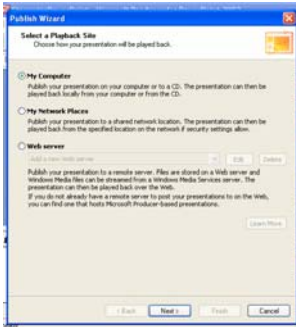 Publish Wizard
Select a Playback Site
Choose how your presentation will be played back.
My Computer
Publish your presentation on your computer or to a CD. The presentation can then be
played back locally from your computer or from the CD.
My Network Places
Publish your presentation to a shared network location. The presentation can then be
played back from the specified location on the network if security settings allow.
Web server
Add a new Web server
Edit
Delete
Publish your presentation to a remote server. Files are stored on a Web server and
Windows Media files can be streamed from a Windows Media Services server. The
presentation can then be played back over the Web.
If you do not already have a remote server to post your presentations to on the Web,
you can find one that hosts Microsoft Producer-based presentations.
Learn More
< Back
Next >
Finish
Cancel